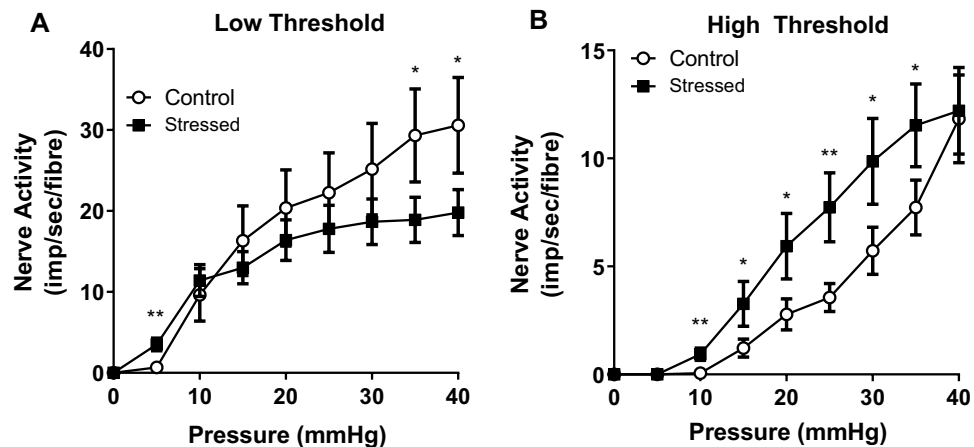 A
Low Threshold
40
30
20
10
0
Nerve Activity
(imp/sec/fibre)
Control
Stressed
**
*
*
0
10
20
30
40
Pressure (mmHg)
B
High Threshold
15
10
5
0
Nerve Activity
(imp/sec/fibre)
Control
Stressed
**
*
*
**
*
*
0
10
20
30
40
Pressure (mmHg)